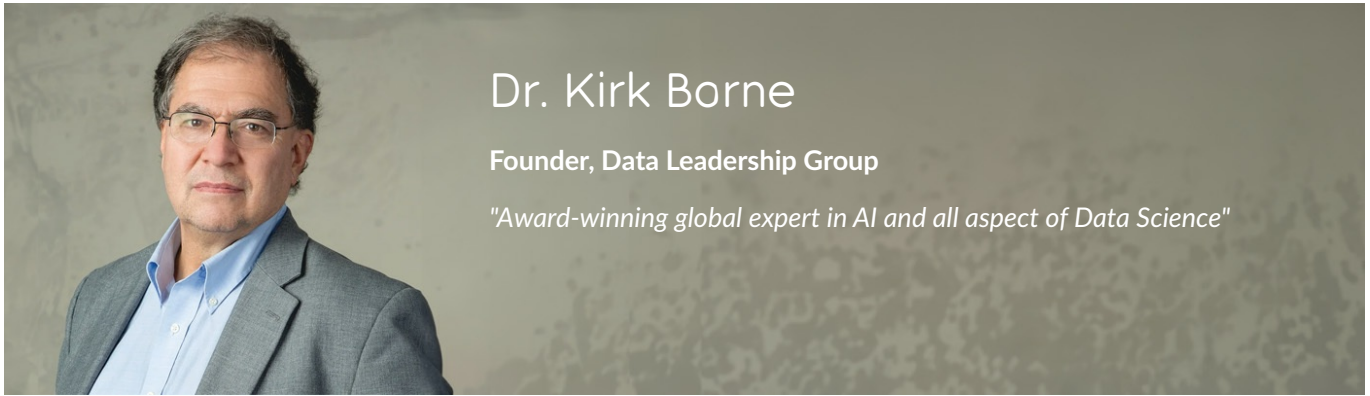 Dr. Kirk Borne
Founder, Data Leadership Group
"Award-winning global expert in AI and all aspect of Data Science"